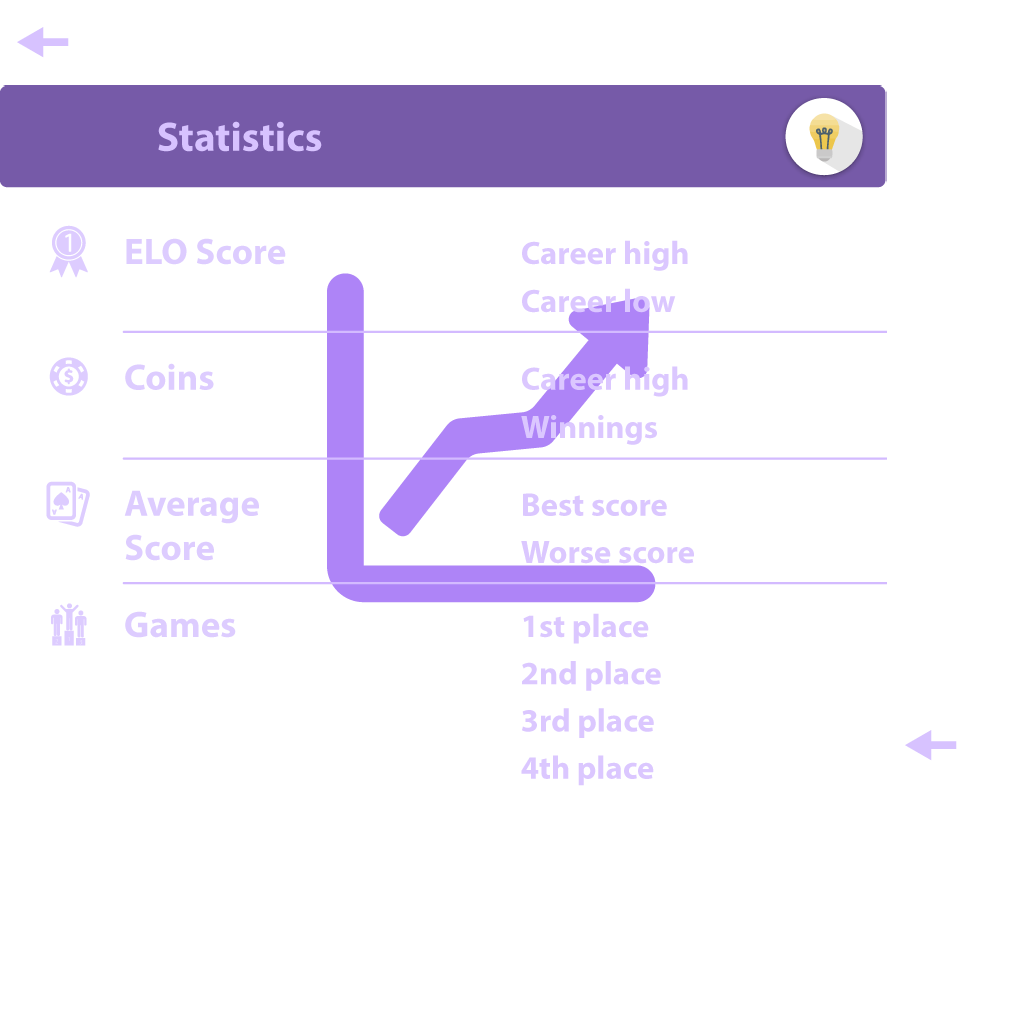 Statistics
1
ELO Score
Career high
Career low
$
Coins
Career high
Winnings
A
A
A
Average
Score
Best score
Worse score
Games
1st place
2nd place
3rd place
4th place